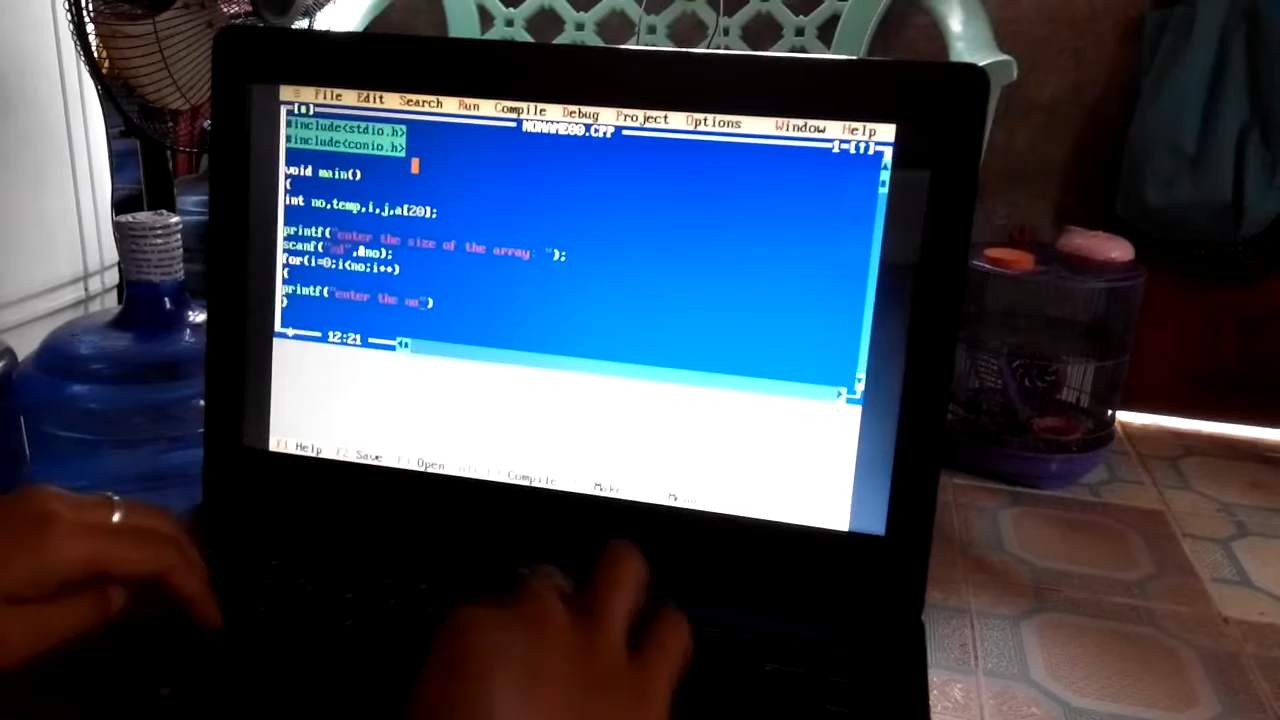 File Edit Search Run Compile Debug Project Options Window Help
NONAME00.CPP 1=[↑]
#include<stdio.h>
#include<conio.h>
void main()
{
int no,temp,i,j,a[20];
printf("enter the size of the array: ");
scanf("%d",&no);
for(i=0;i<no;i++)
{
printf("enter the no")
}
12:21
F1 Help F2 Save F3 Open Compile Make